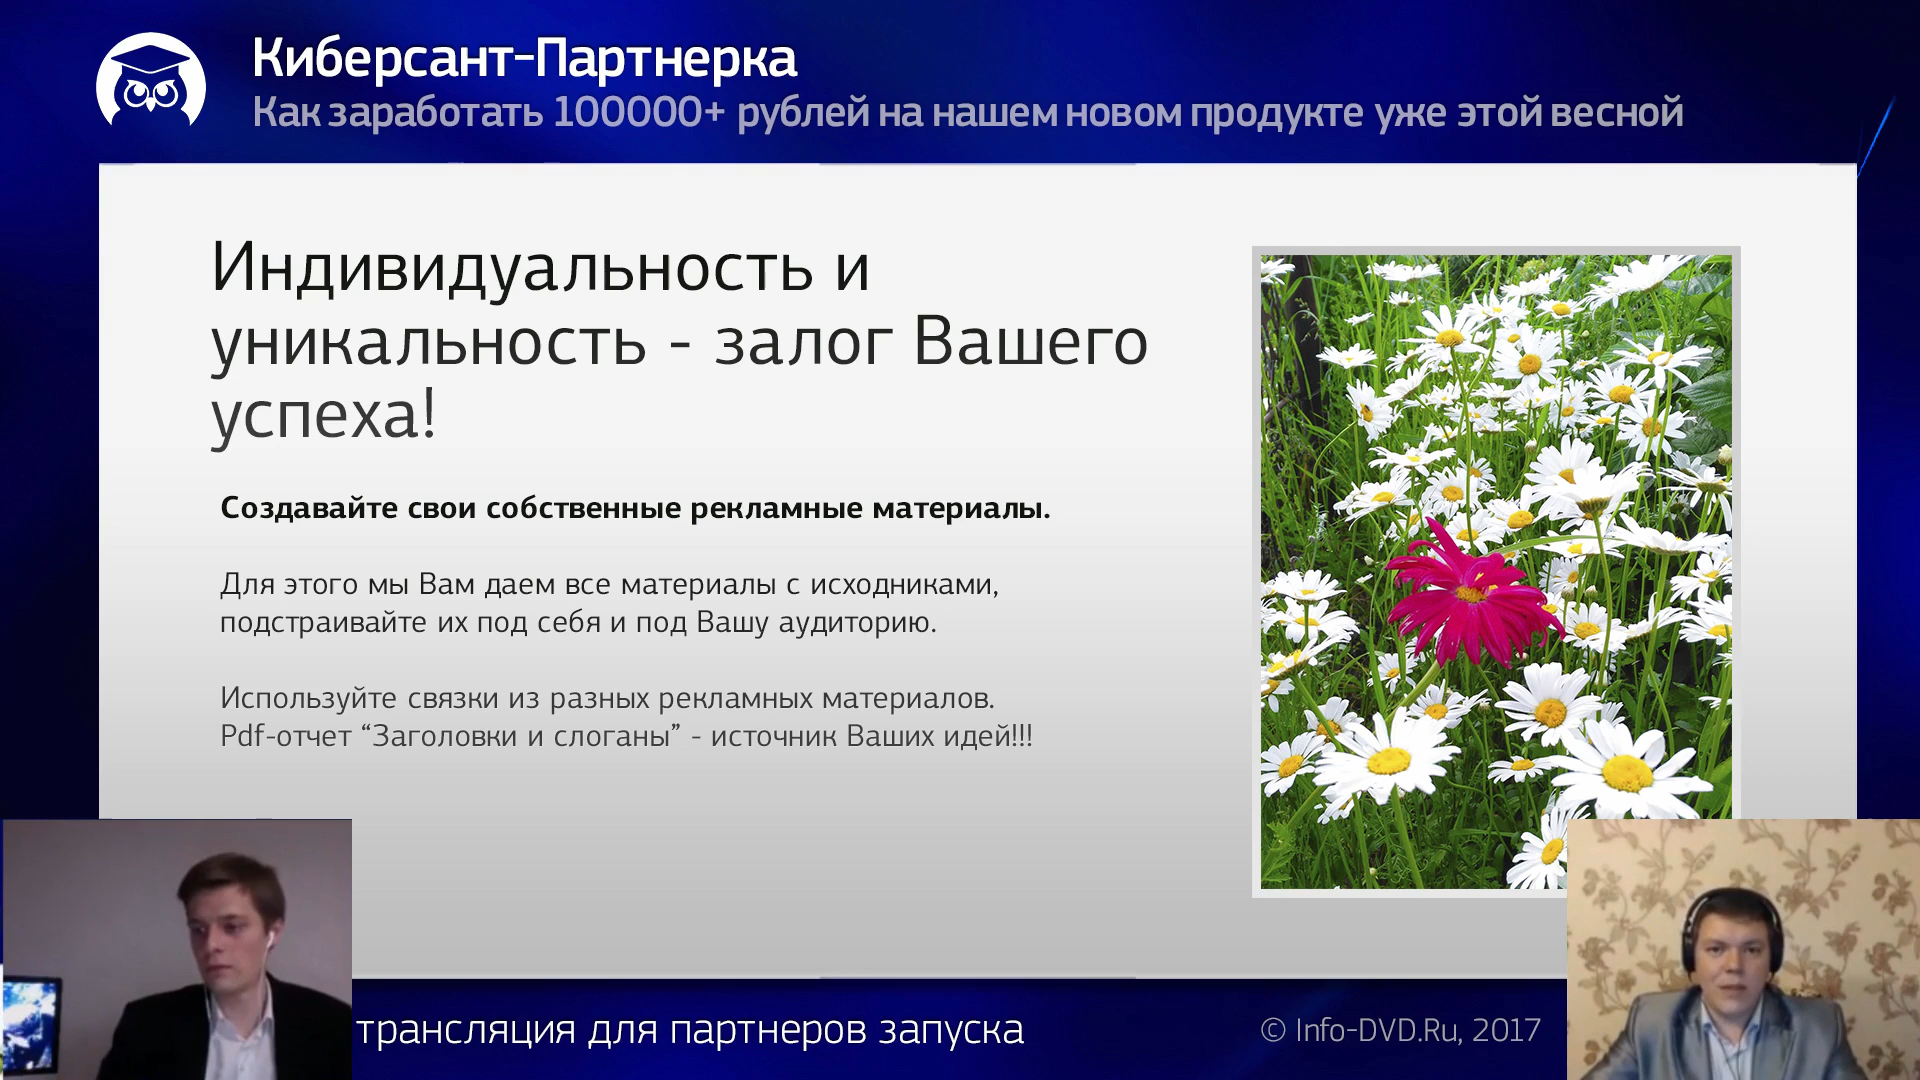 Киберсант-Партнерка
Как заработать 100000+ рублей на нашем новом продукте уже этой весной
Индивидуальность и
уникальность - залог Вашего
успеха!
Создавайте свои собственные рекламные материалы.
Для этого мы Вам даем все материалы с исходниками,
подстраивайте их под себя и под Вашу аудиторию.
Используйте связки из разных рекламных материалов.
Pdf-отчет “Заголовки и слоганы” - источник Ваших идей!!!
трансляция для партнеров запуска
© Info-DVD.Ru, 2017